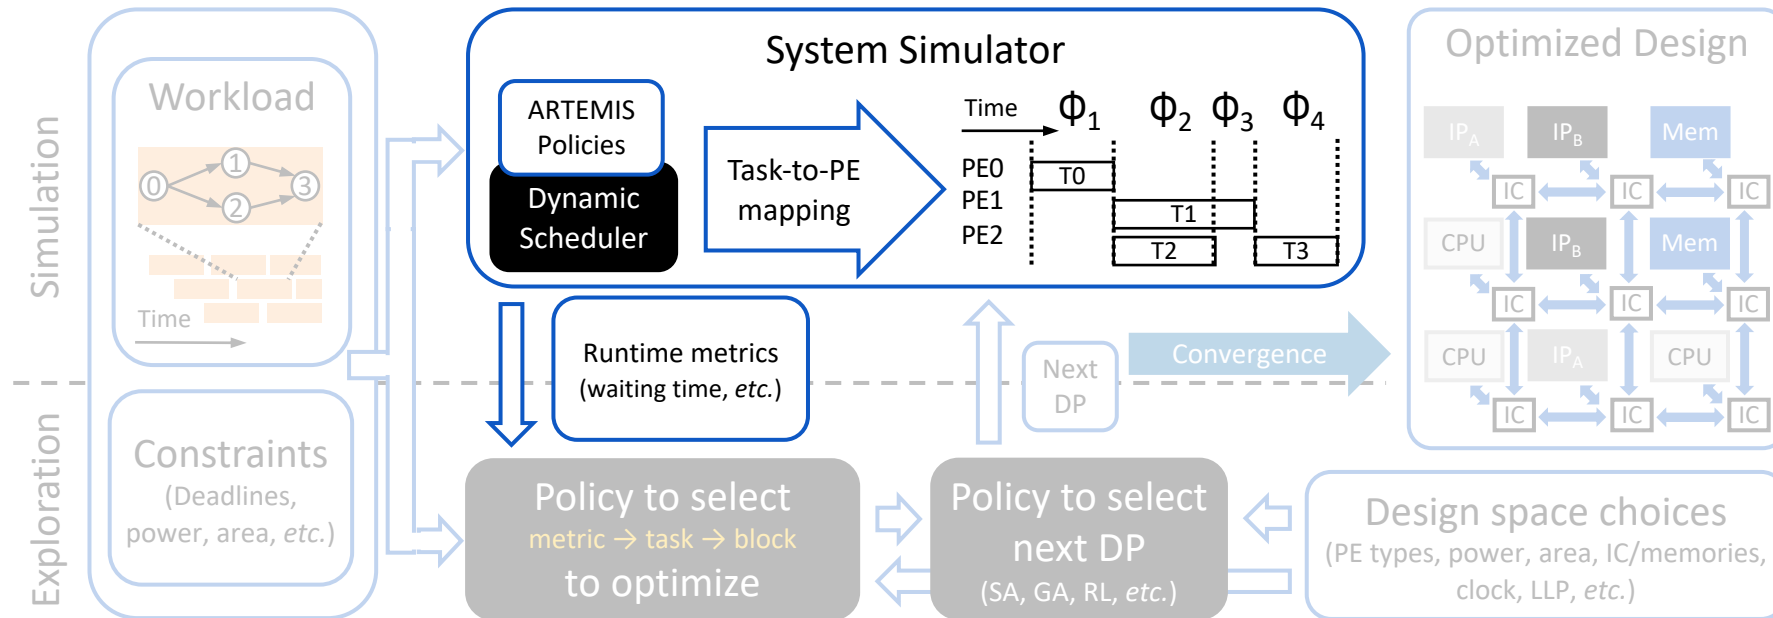 Simulation
Exploration
Workload
0
1
2
3
Time
Constraints
(Deadlines,
power, area, etc.)
System Simulator
ARTEMIS
Policies
Dynamic
Scheduler
Task-to-PE
mapping
Time
Φ1 Φ2 Φ3 Φ4
PE0
T0
PE1
T1
PE2
T2
T3
Runtime metrics
(waiting time, etc.)
Next
DP
Convergence
Policy to select
metric → task → block
to optimize
Policy to select
next DP
(SA, GA, RL, etc.)
Design space choices
(PE types, power, area, IC/memories,
clock, LLP, etc.)
Optimized Design
IPA IPB Mem
IC IC IC
CPU IPB Mem
IC IC IC
CPU IPA CPU
IC IC IC